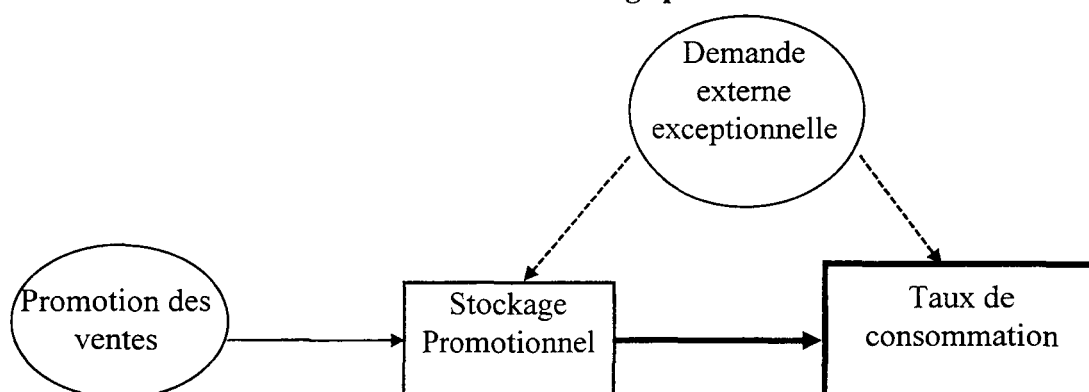 Demande
externe
exceptionnelle
Promotion des
ventes
Stockage
Promotionnel
Taux de
consommation